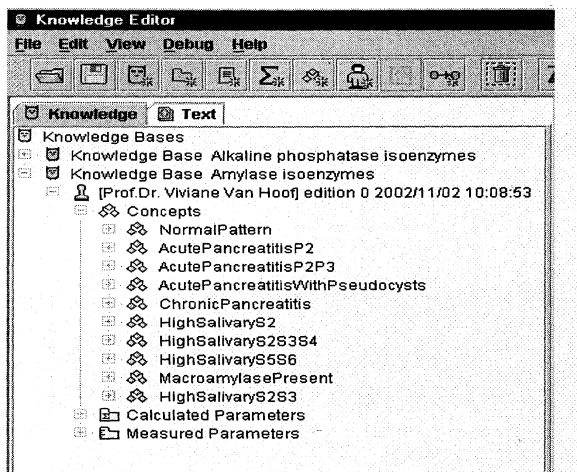 Knowledge Editor
File Edit View Debug Help
Knowledge Text
Knowledge Bases
Knowledge Base Alkaline phosphatase isoenzymes
Knowledge Base Amylase isoenzymes
[Prof.Dr. Viviane Van Hoof] edition 0 2002/11/02 10:08:53
Concepts
NormalPattern
AcutePancreatitisP2
AcutePancreatitisP2P3
AcutePancreatitisWithPseudocysts
ChronicPancreatitis
HighSalivaryS2
HighSalivaryS2S3S4
HighSalivaryS5S6
MacroamylasePresent
HighSalivaryS2S3
Calculated Parameters
Measured Parameters